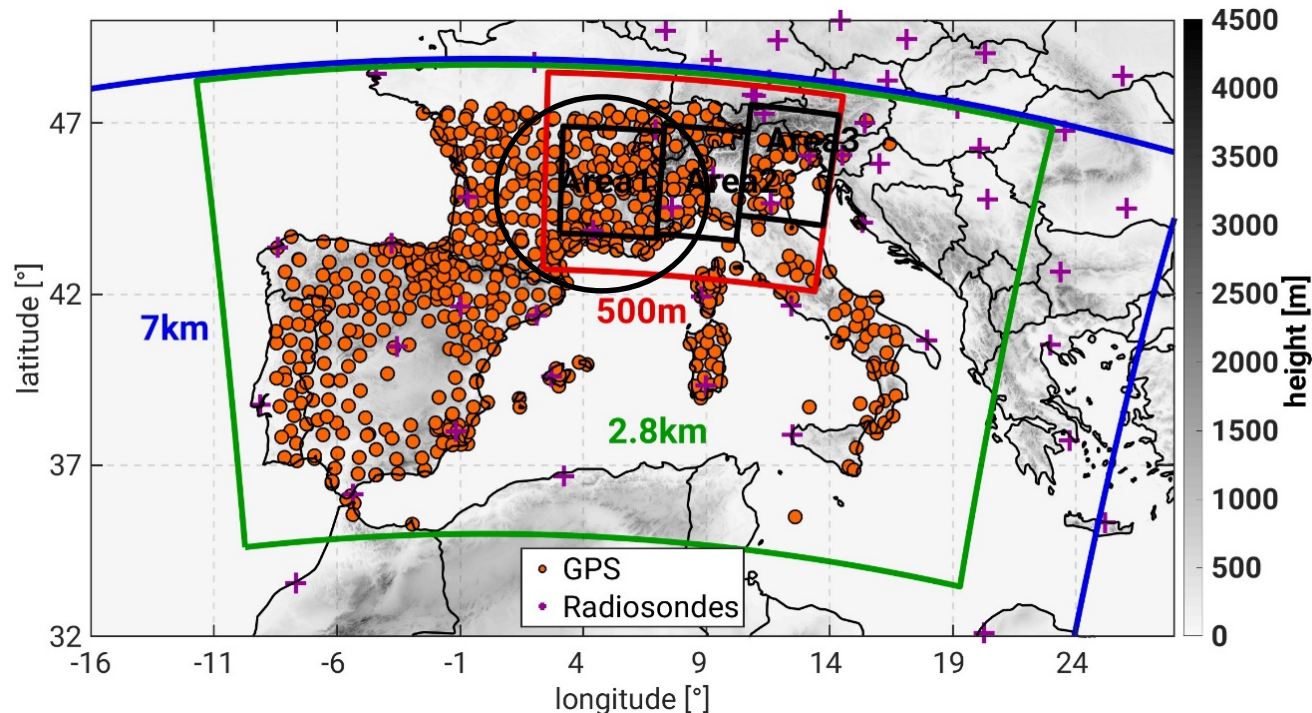 4500
4000
3500
3000
2500
2000
1500
1000
500
0
height [m]
47
42
37
32
latitude [°]
Area1
Area2
Area3
7km
500m
2.8km
GPS
Radiosondes
-16 -11 -6 -1 4 9 14 19 24
longitude [°]